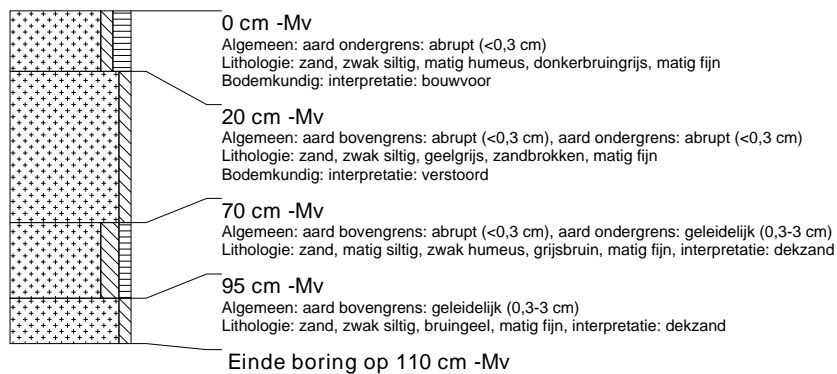 0 cm -Mv
Algemeen: aard ondergrens: abrupt (<0,3 cm)
Lithologie: zand, zwak siltig, matig humeus, donkerbruingrijs, matig fijn
Bodemkundig: interpretatie: bouwvoor
20 cm -Mv
Algemeen: aard bovengrens: abrupt (<0,3 cm), aard ondergrens: abrupt (<0,3 cm)
Lithologie: zand, zwak siltig, geelgrijs, zandbrokken, matig fijn
Bodemkundig: interpretatie: verstoord
70 cm -Mv
Algemeen: aard bovengrens: abrupt (<0,3 cm), aard ondergrens: geleidelijk (0,3-3 cm)
Lithologie: zand, matig siltig, zwak humeus, grijsbruin, matig fijn, interpretatie: dekzand
95 cm -Mv
Algemeen: aard bovengrens: geleidelijk (0,3-3 cm)
Lithologie: zand, zwak siltig, bruingeel, matig fijn, interpretatie: dekzand
Einde boring op 110 cm -Mv